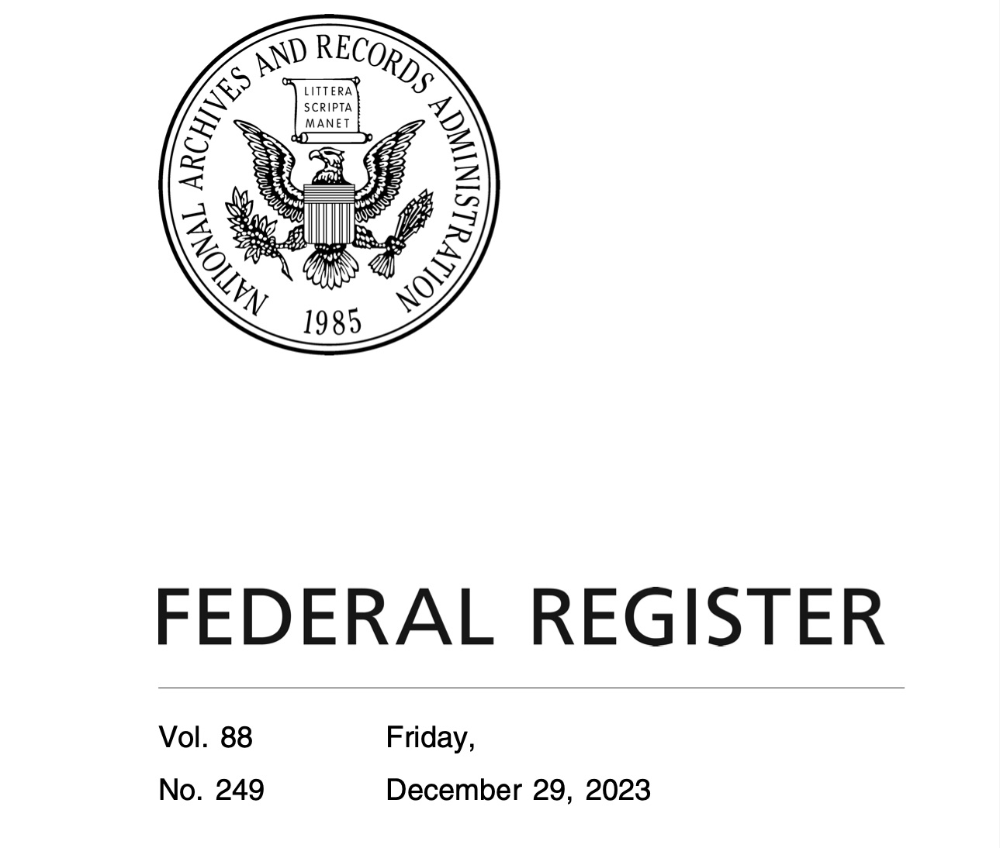 NATIONAL ARCHIVES AND RECORDS ADMINISTRATION
LITTERA
SCRIPTA
MANET
1985
FEDERAL REGISTER
Vol. 88
Friday,
No. 249
December 29, 2023